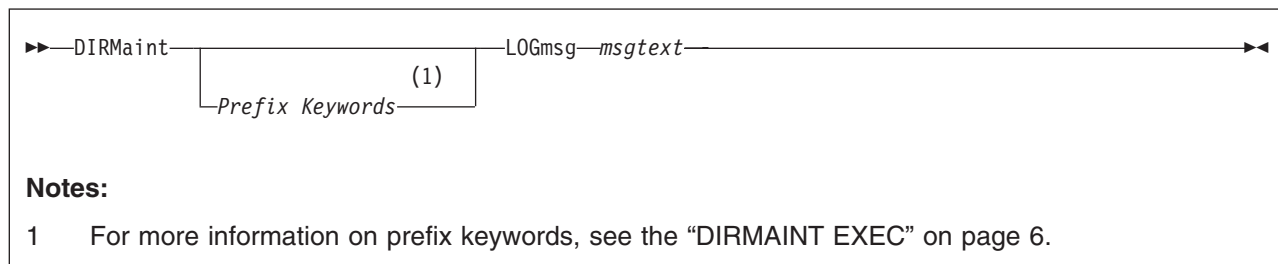 DIRMaint LOGmsg msgtext
(1)
Prefix Keywords
Notes:
1 For more information on prefix keywords, see the “DIRMAINT EXEC” on page 6.